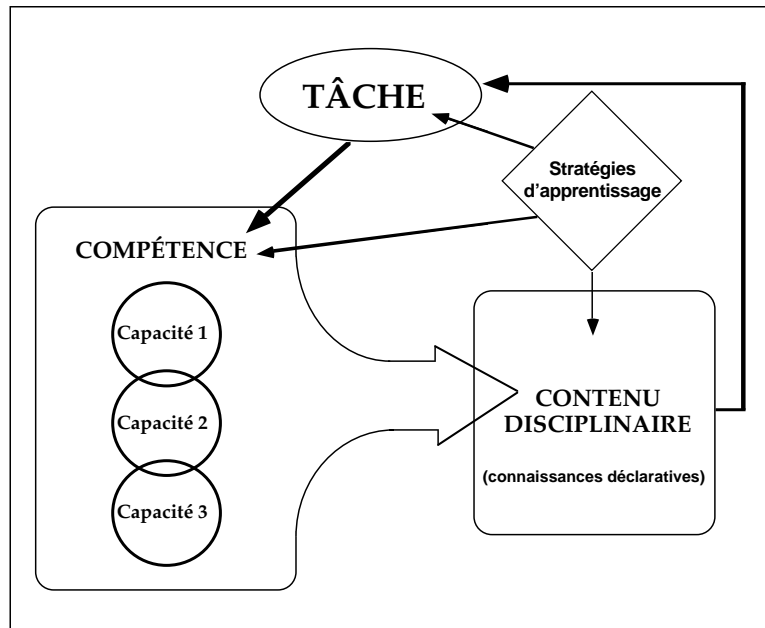 TÂCHE
Stratégies
d'apprentissage
COMPÉTENCE
Capacité 1
Capacité 2
Capacité 3
CONTENU
DISCIPLINAIRE
(connaissances déclaratives)